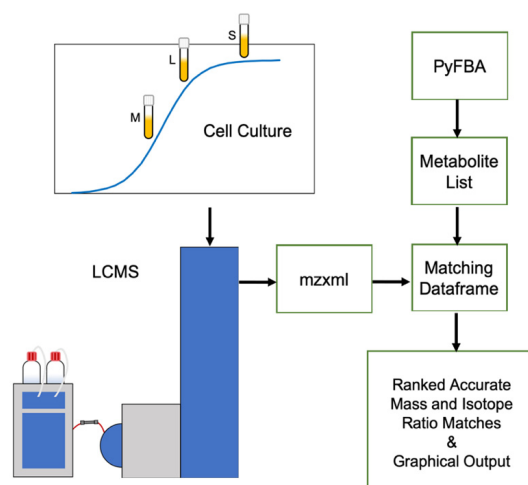 S
L
M
Cell Culture
PyFBA
Metabolite
List
LCMS
mzxml
Matching
Dataframe
Ranked Accurate
Mass and Isotope
Ratio Matches
&
Graphical Output